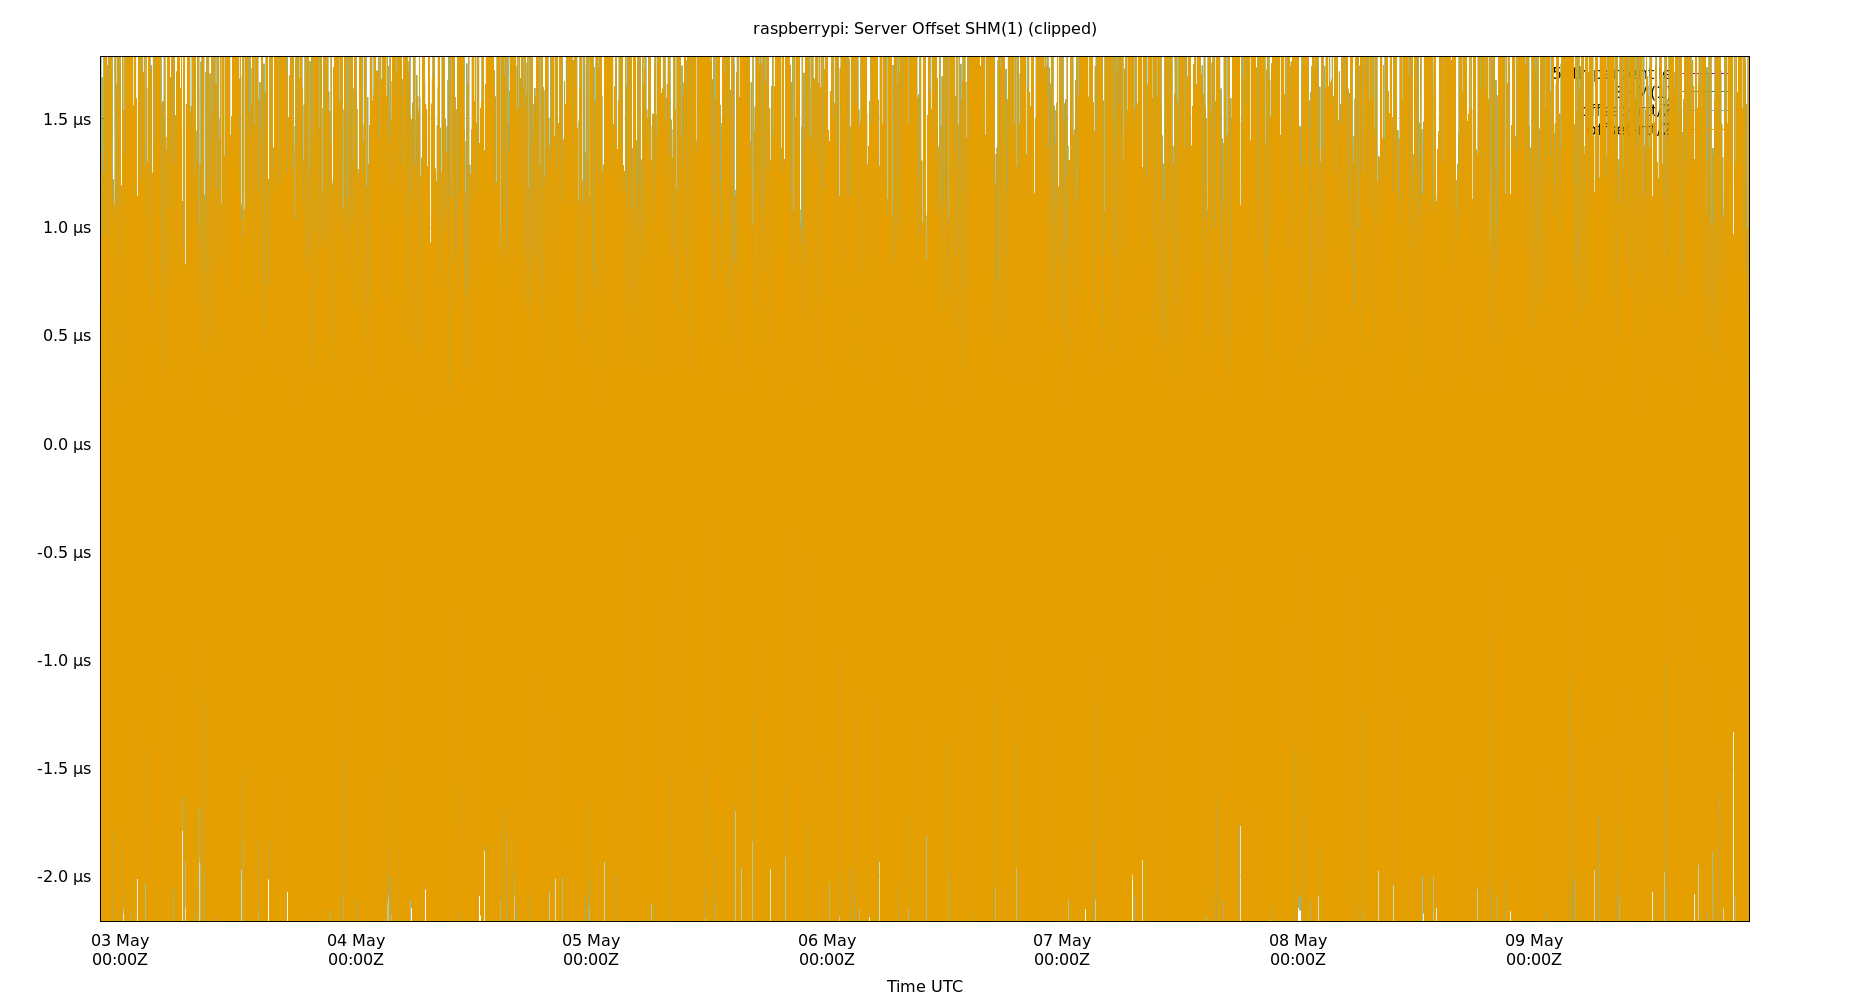 raspberrypi: Server Offset SHM(1) (clipped)
1.5 µs
1.0 µs
0.5 µs
0.0 µs
-0.5 µs
-1.0 µs
-1.5 µs
-2.0 µs
03 May 04 May 05 May 06 May 07 May 08 May 09 May
00:00Z 00:00Z 00:00Z 00:00Z 00:00Z 00:00Z 00:00Z
Time UTC